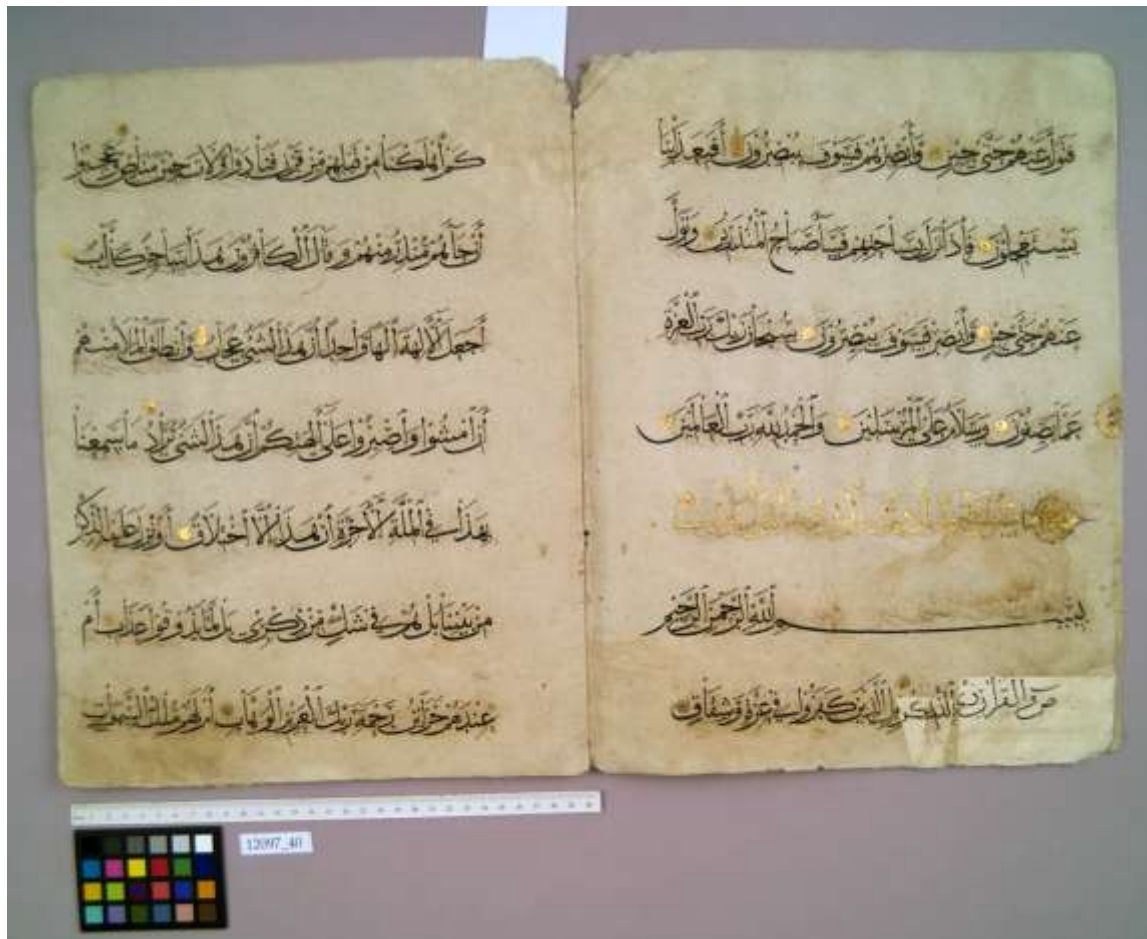 فتول عنهم حتى حين وأبصرهم فسوف يبصرون أفبعذابنا
يستعجلون فإذا نزل بساحتهم فساء صباح المنذرين وتول
عنهم حتى حين وأبصر فسوف يبصرون سبحان ربك رب العزة
عما يصفون وسلام على المرسلين والحمد لله رب العالمين
بسم الله الرحمن الرحيم
ص والقرآن ذي الذكر بل الذين كفروا في عزة وشقاق
كم أهلكنا من قبلهم من قرن فنادوا ولات حين مناص وعجبوا
أن جاءهم منذر منهم وقال الكافرون هذا ساحر كذاب
أجعل الآلهة إلها واحدا إن هذا لشيء عجاب وانطلق الملأ منهم
أن امشوا واصبروا على آلهتكم إن هذا لشيء يراد ما سمعنا
بهذا في الملة الآخرة إن هذا إلا اختلاق أؤنزل عليه الذكر
من بيننا بل هم في شك من ذكري بل لما يذوقوا عذاب أم
عندهم خزائن رحمة ربك العزيز الوهاب أم لهم ملك السموات
12097_40